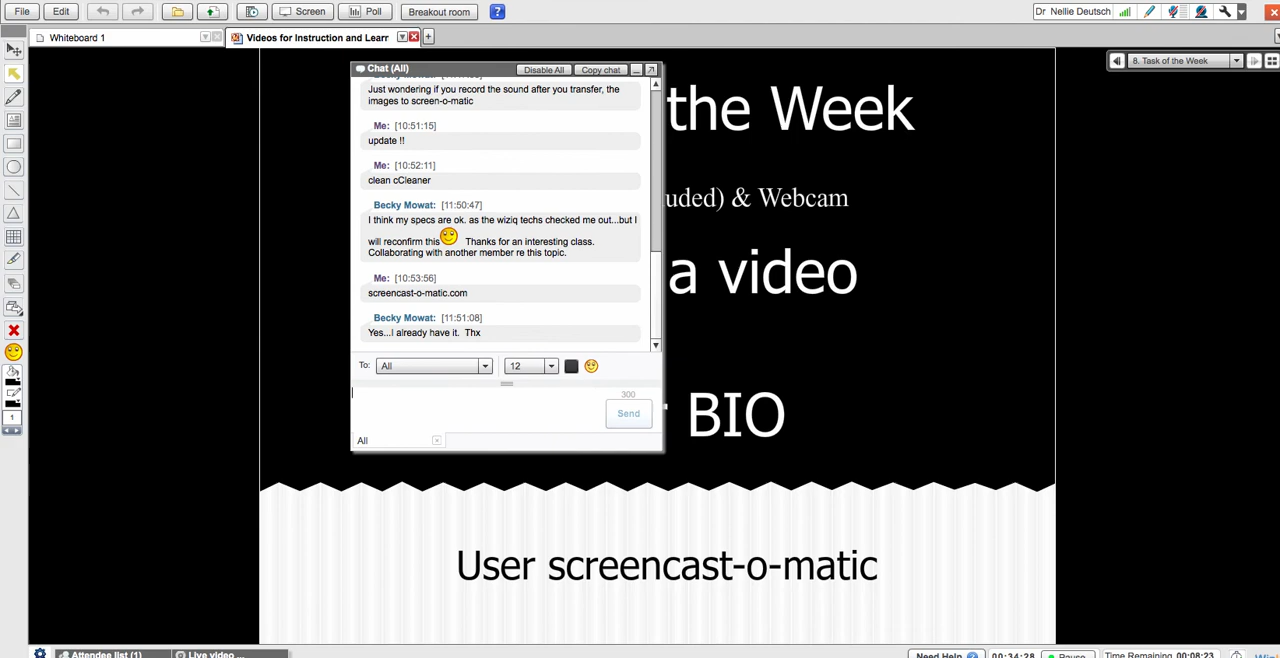 File Edit Screen Poll Breakout room ? Dr Nellie Deutsch
Whiteboard 1 Videos for Instruction and Learr
8. Task of the Week
Chat (All) Disable All Copy chat
Just wondering if you record the sound after you transfer, the
images to screen-o-matic
Me: [10:51:15]
update !!
Me: [10:52:11]
clean cCleaner
Becky Mowat: [11:50:47]
I think my specs are ok. as the wiziq techs checked me out...but I
will reconfirm this Thanks for an interesting class.
Collaborating with another member re this topic.
Me: [10:53:56]
screencast-o-matic.com
Becky Mowat: [11:51:08]
Yes...I already have it. Thx
To: All 12
300
Send
All
the Week
uded) & Webcam
a video
BIO
User screencast-o-matic
1
Attendee list (1) Live video ... Need Help ? 00:34:28 Pause Time Remaining 00:08:23